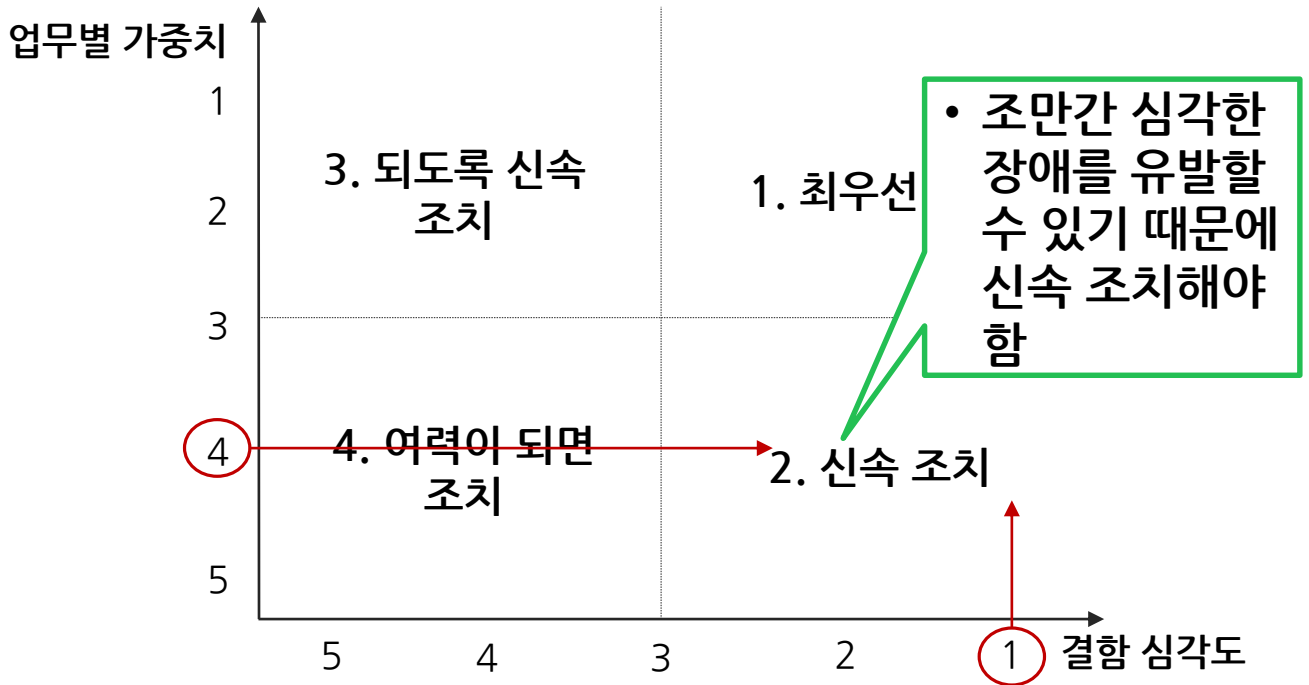 업무별 가중치
1
2
3
4
5
3. 되도록 신속
조치
1. 최우선
• 조만간 심각한
장애를 유발할
수 있기 때문에
신속 조치해야
함
4. 여력이 되면
조치
2. 신속 조치
5
4
3
2
1
결함 심각도